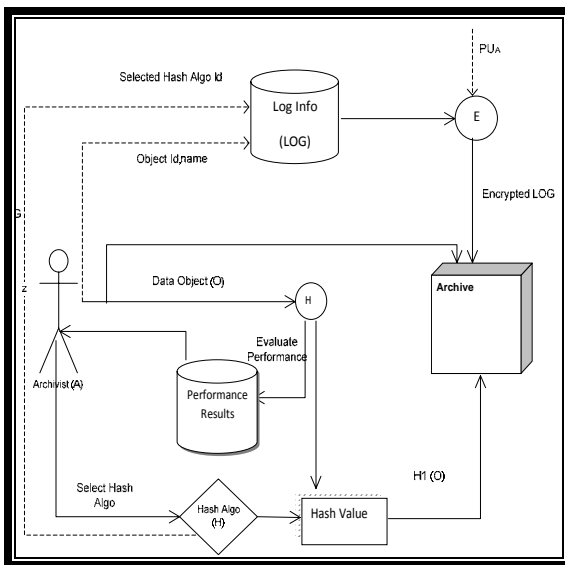 PUA
Selected Hash Algo Id
Log Info
(LOG)
E
Object Id,name
Encrypted LOG
G
z
Data Object (O)
H
Archive
Evaluate
Performance
Archivist (A)
Performance
Results
Select Hash
Algo
Hash Algo
(H)
Hash Value
H1 (O)